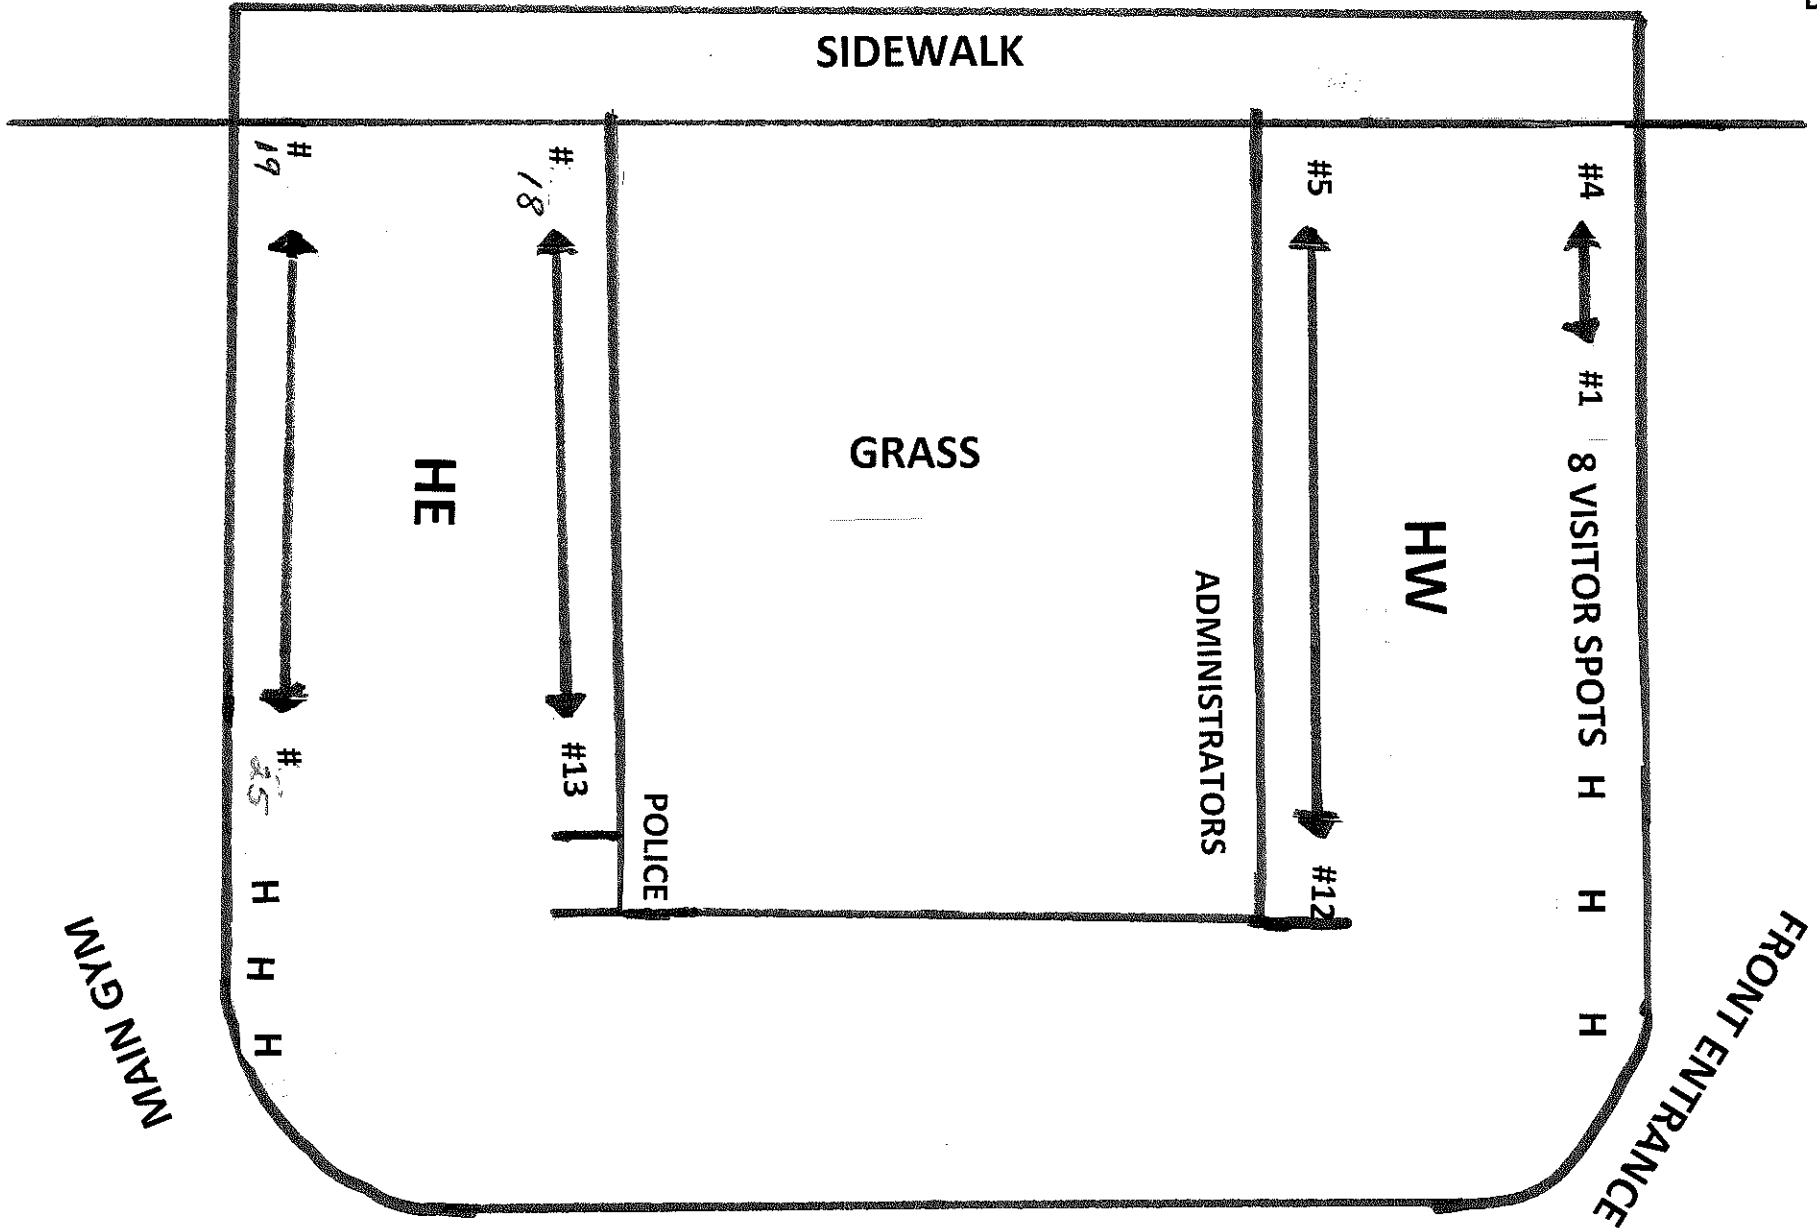 SIDEWALK
#
19
#
18
#5
#4
#1
8 VISITOR SPOTS
H
H
H
HE
GRASS
HW
ADMINISTRATORS
#
25
#13
POLICE
#12
H
H
H
MAIN GYM
FRONT ENTRANCE